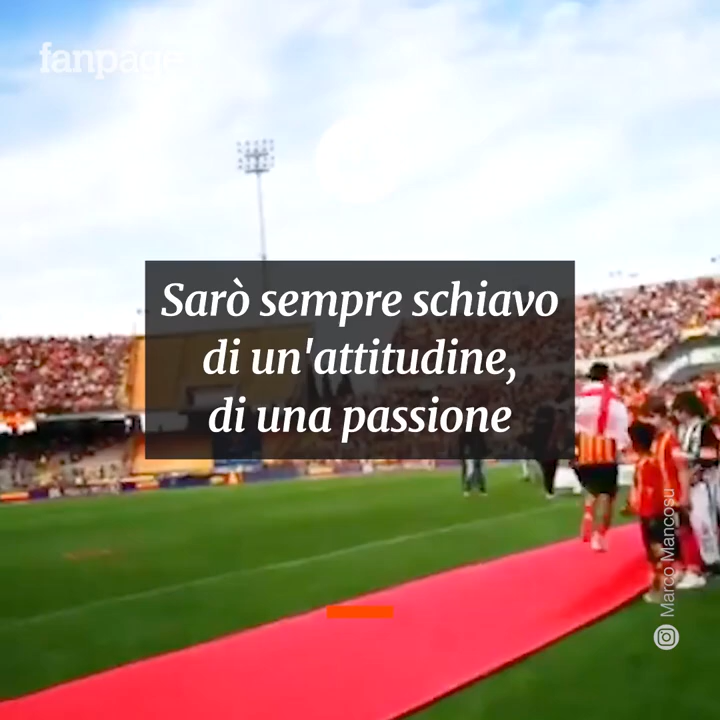 fanpage
Sarò sempre schiavo
di un'attitudine,
di una passione
Marco Mancosu